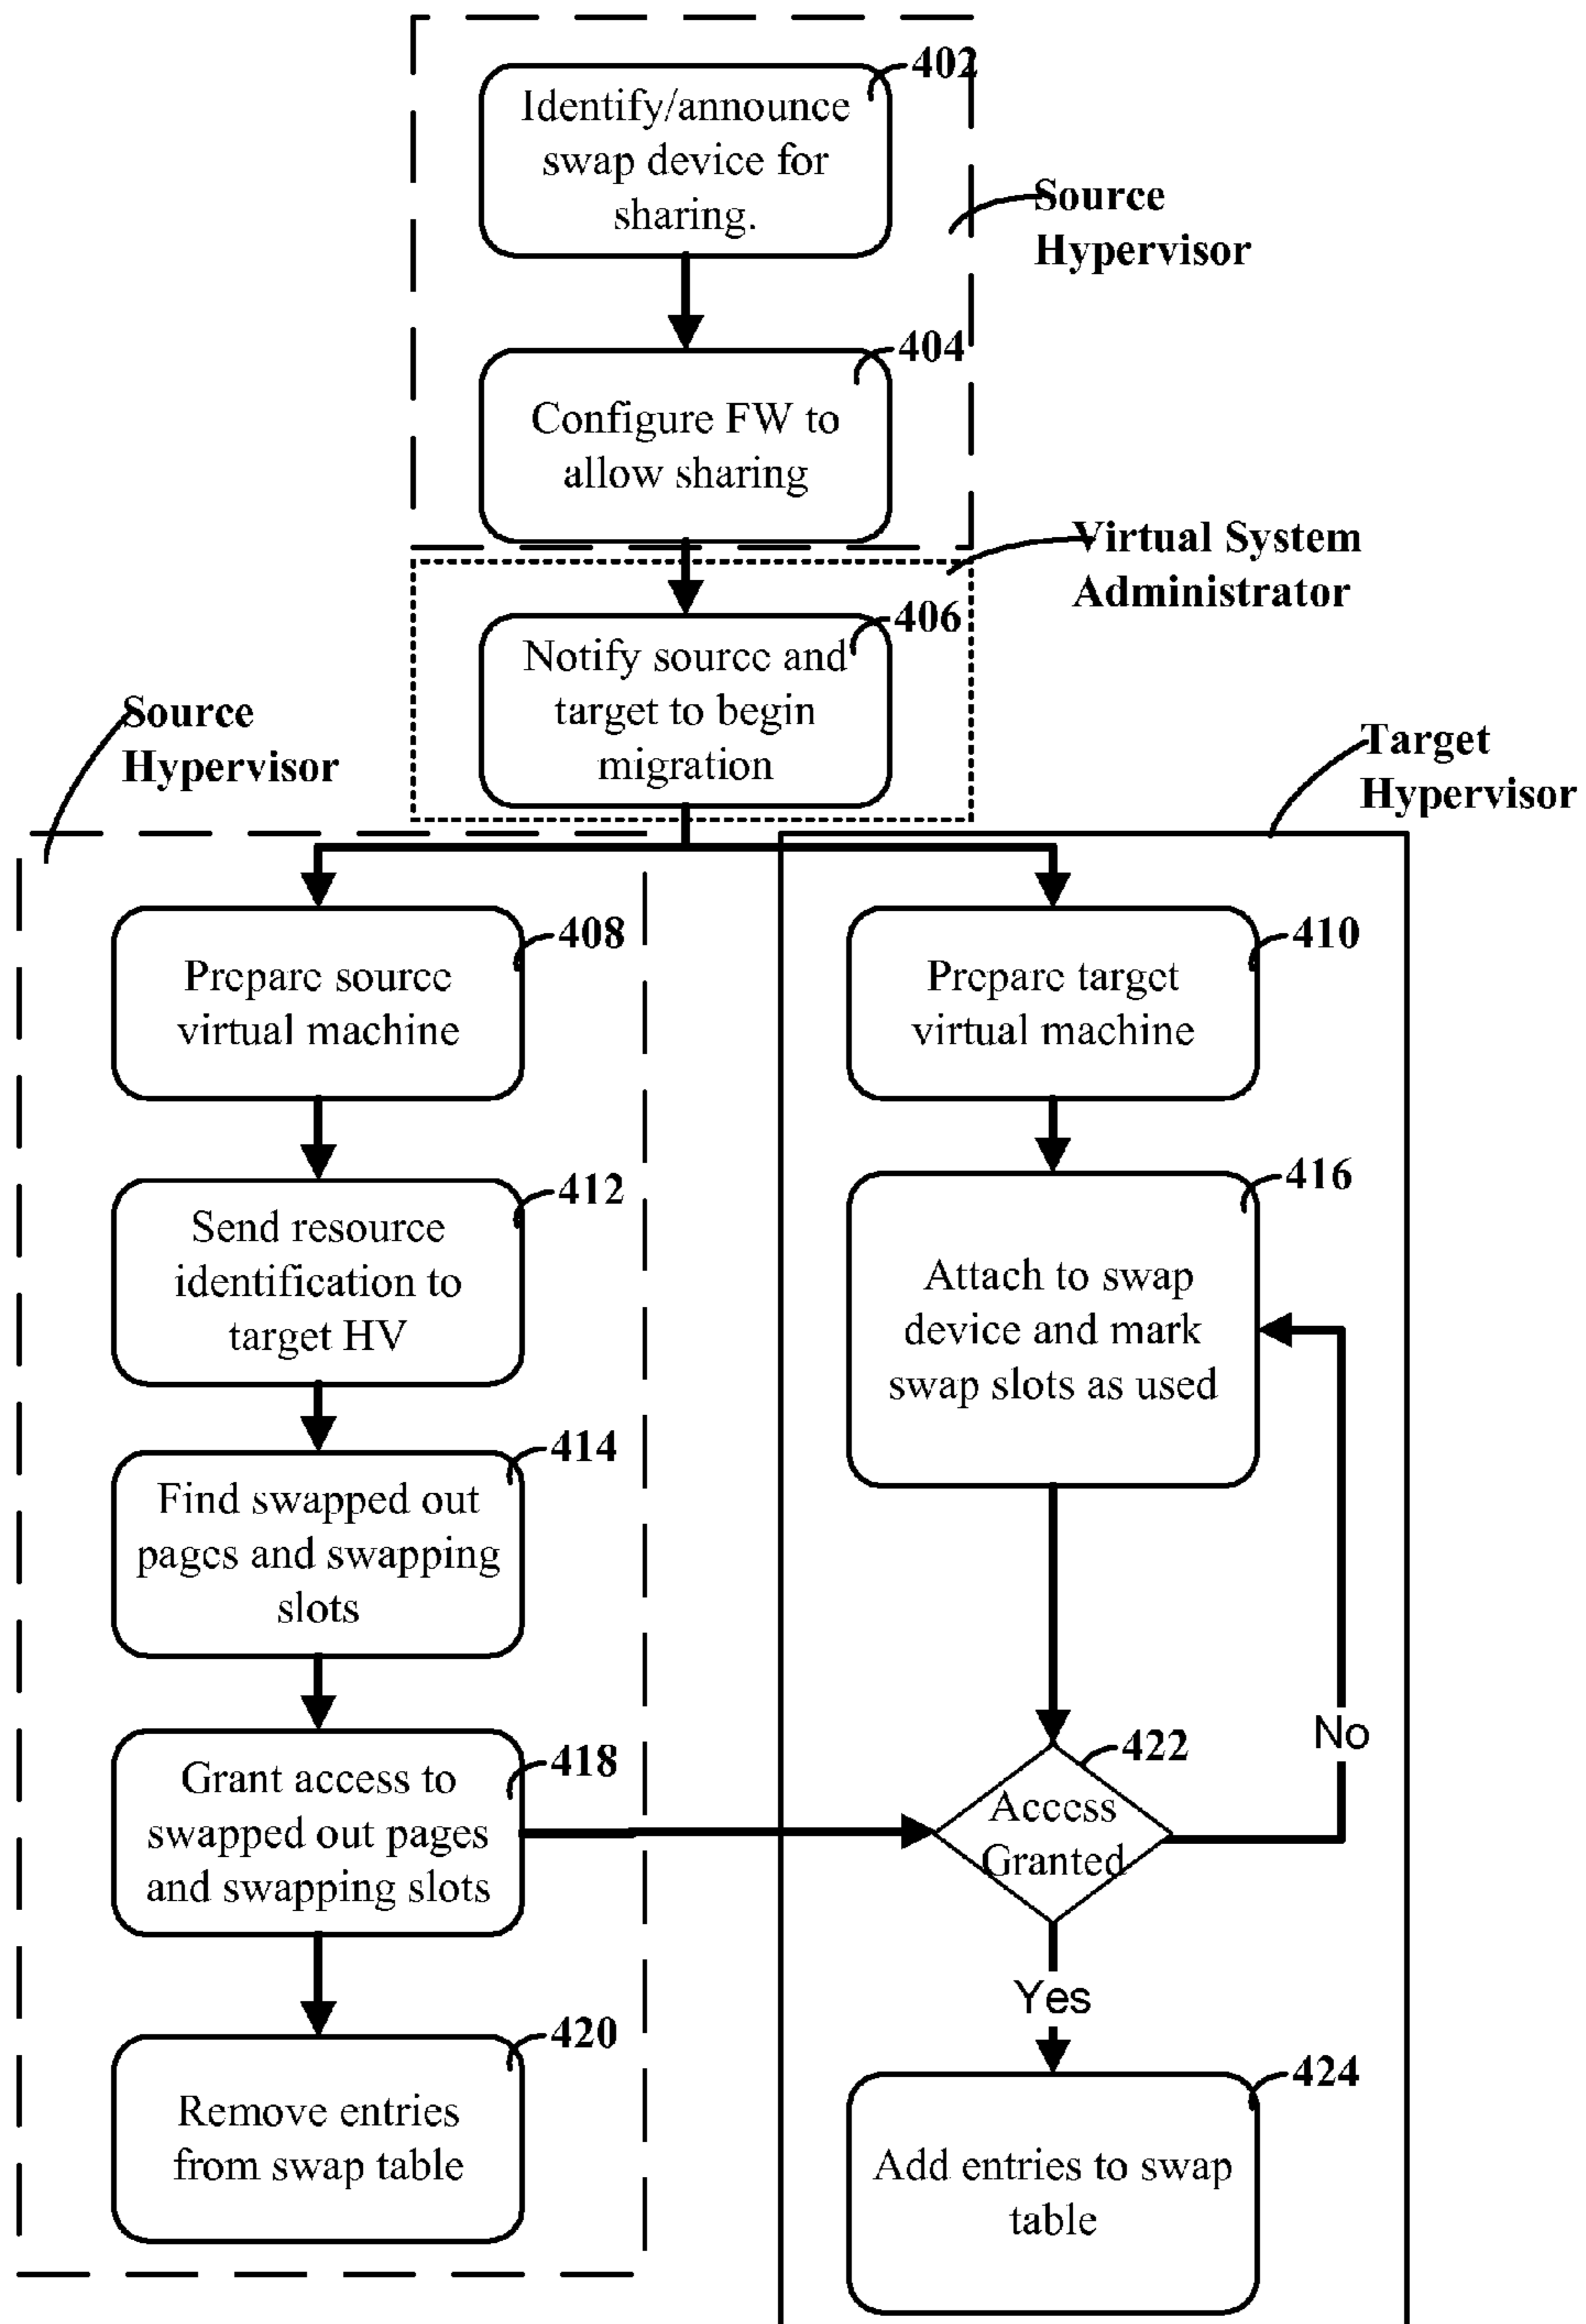 402
Identify/announce
swap device for
sharing.
Source
Hypervisor
404
Configure FW to
allow sharing
Virtual System
Administrator
406
Notify source and
target to begin
migration
Source
Hypervisor
Target
Hypervisor
408
Prepare source
virtual machine
410
Prepare target
virtual machine
412
Send resource
identification to
target HV
416
Attach to swap
device and mark
swap slots as used
414
Find swapped out
pages and swapping
slots
418
Grant access to
swapped out pages
and swapping slots
422
Access
Granted
No
Yes
420
Remove entries
from swap table
424
Add entries to swap
table